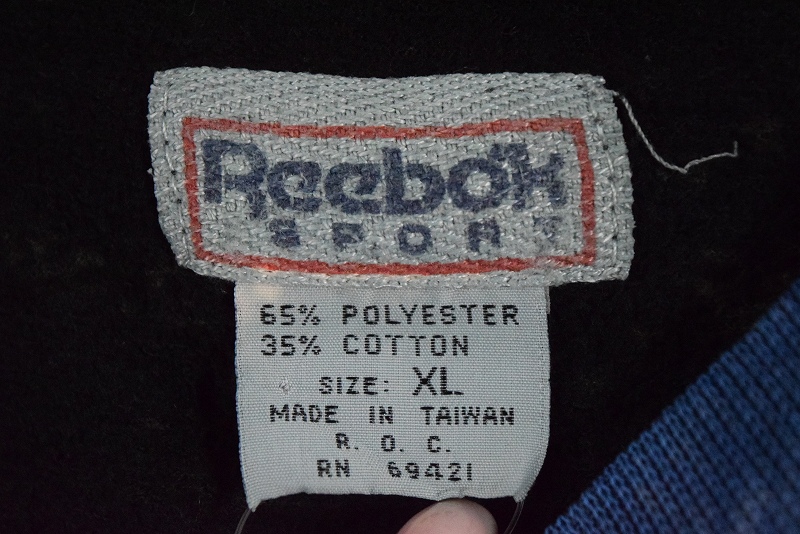 Reebok
SPORT
65% POLYESTER
35% COTTON
SIZE: XL
MADE IN TAIWAN
R. O. C.
RN 69421